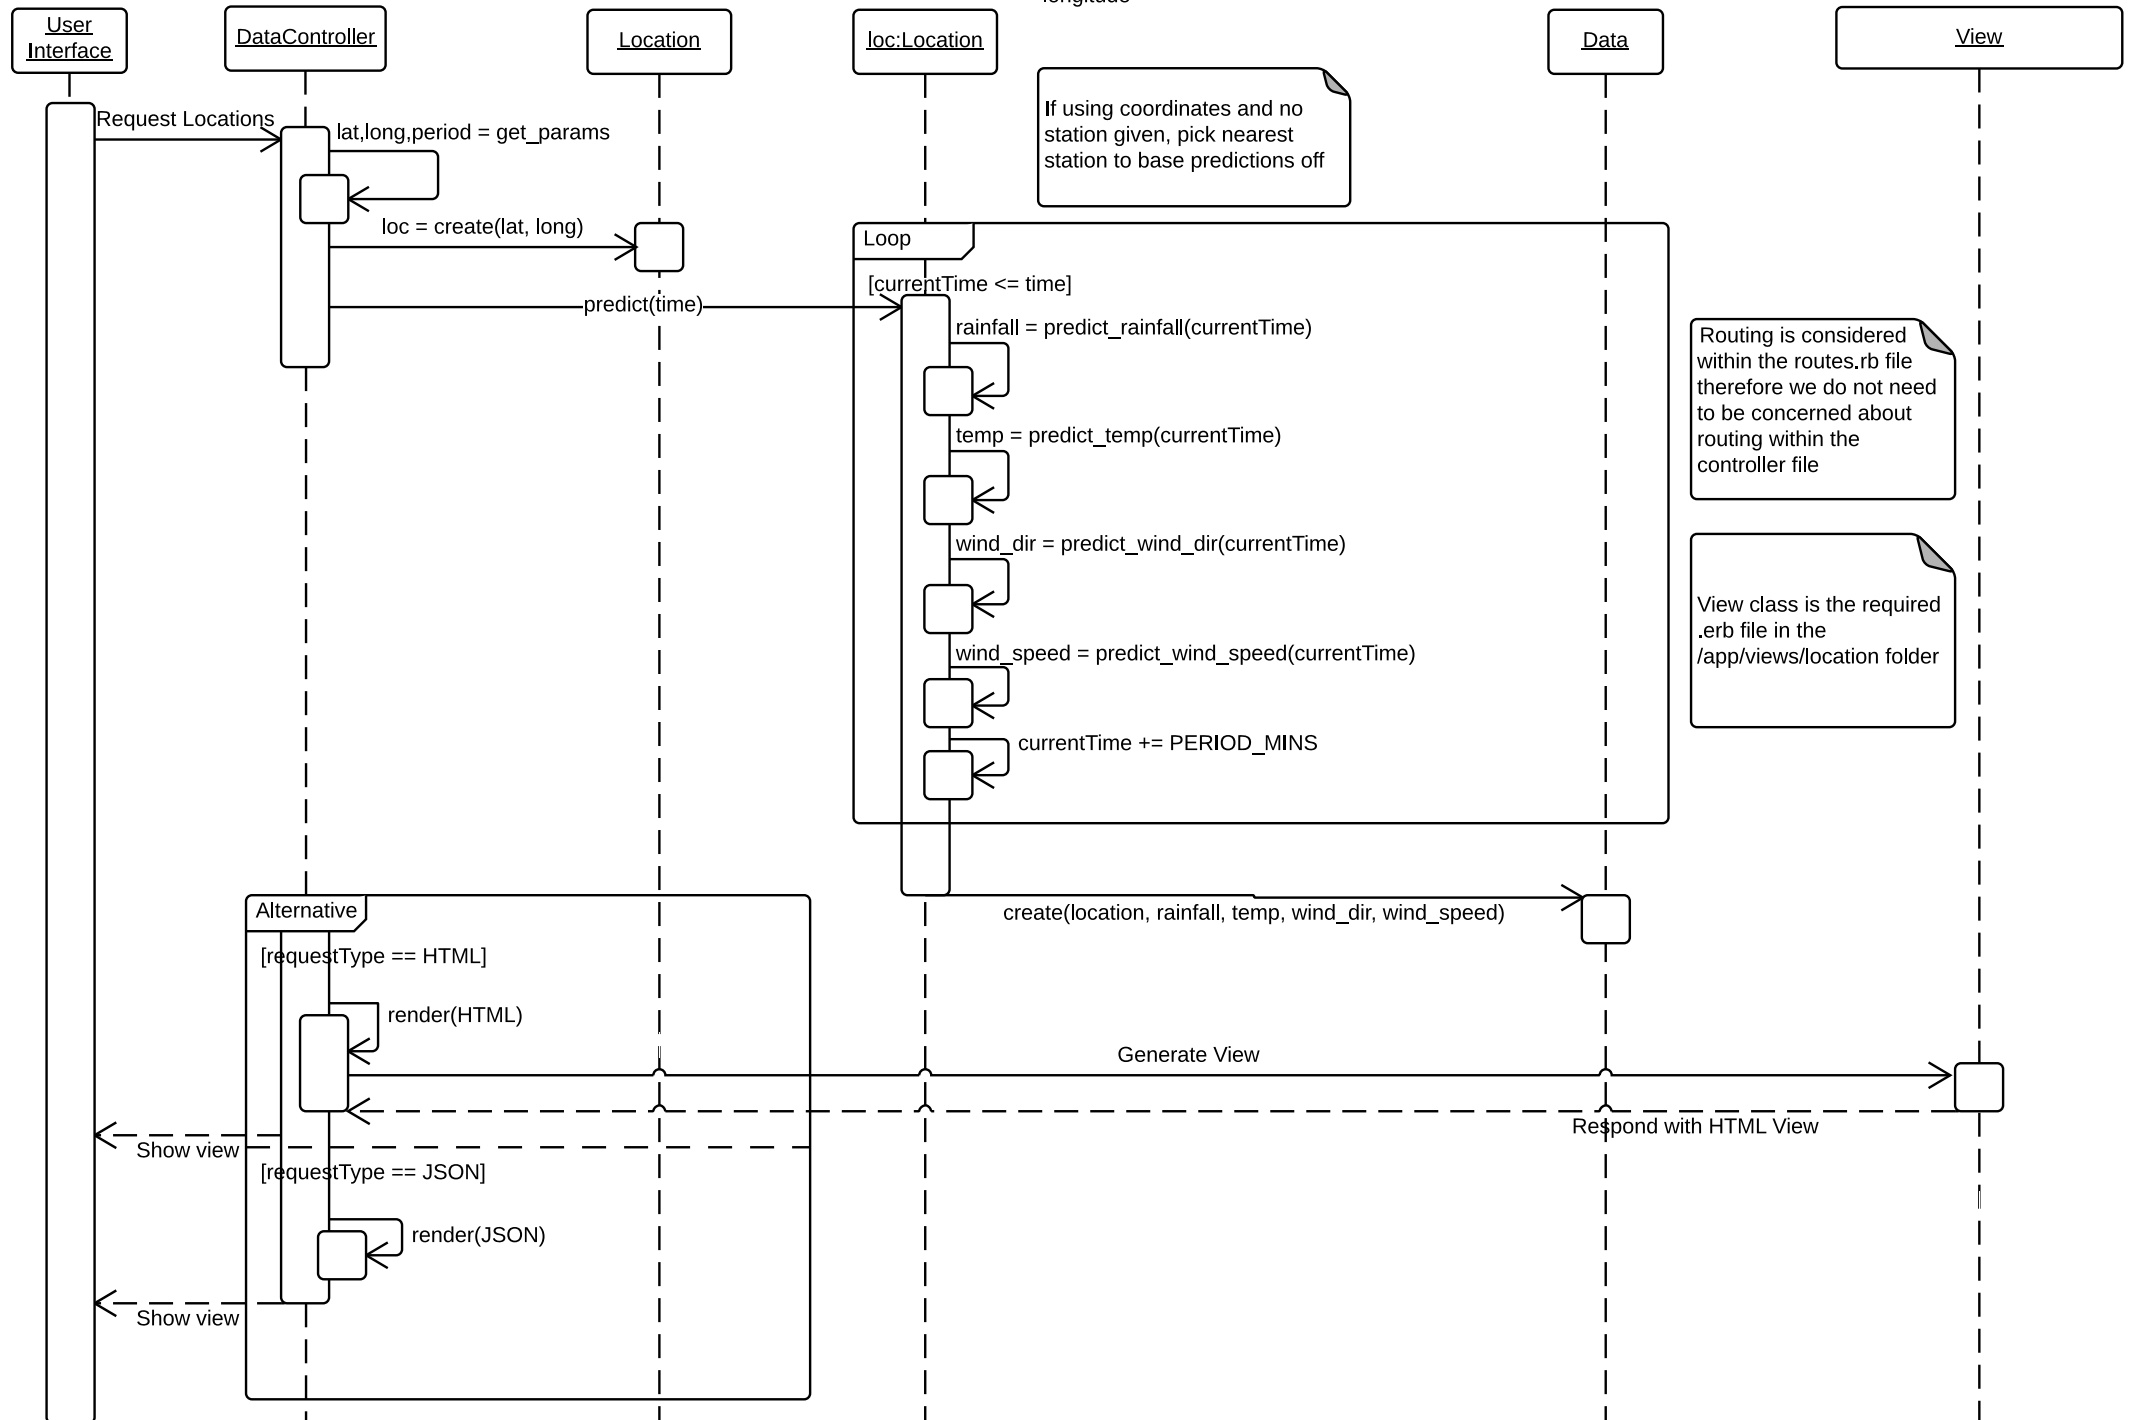 longitude
User
Interface
DataController
Location
loc:Location
Data
View
Request Locations
lat,long,period = get_params
If using coordinates and no
station given, pick nearest
station to base predictions off
loc = create(lat, long)
Loop
[currentTime <= time]
predict(time)
rainfall = predict_rainfall(currentTime)
Routing is considered
within the routes.rb file
therefore we do not need
to be concerned about
routing within the
controller file
temp = predict_temp(currentTime)
wind_dir = predict_wind_dir(currentTime)
View class is the required
.erb file in the
/app/views/location folder
wind_speed = predict_wind_speed(currentTime)
currentTime += PERIOD_MINS
Alternative
create(location, rainfall, temp, wind_dir, wind_speed)
[requestType == HTML]
render(HTML)
Generate View
Respond with HTML View
Show view
[requestType == JSON]
render(JSON)
Show view